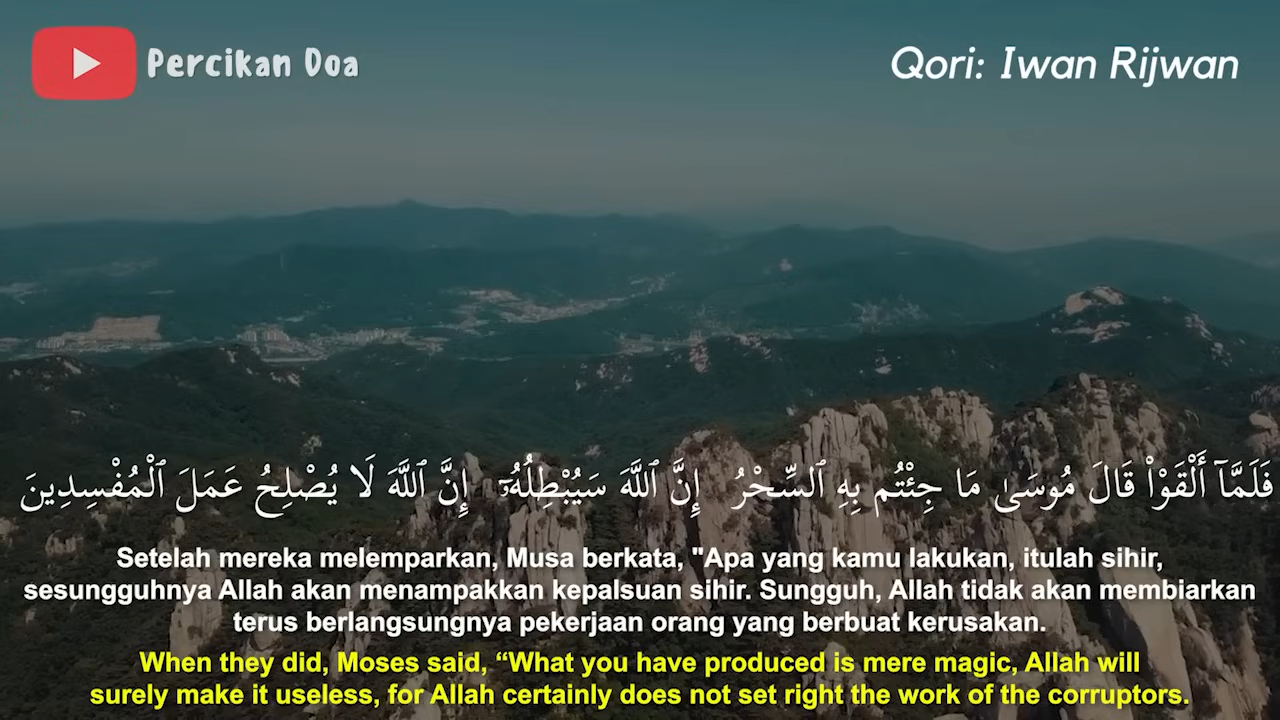 Percikan Doa
Qori: Iwan Rijwan
فَلَمَّآ أَلْقَوْا۟ قَالَ مُوسَىٰ مَا جِئْتُم بِهِ ٱلسِّحْرُ إِنَّ ٱللَّهَ سَيُبْطِلُهُۥٓ إِنَّ ٱللَّهَ لَا يُصْلِحُ عَمَلَ ٱلْمُفْسِدِينَ
Setelah mereka melemparkan, Musa berkata, "Apa yang kamu lakukan, itulah sihir,
sesungguhnya Allah akan menampakkan kepalsuan sihir. Sungguh, Allah tidak akan membiarkan
terus berlangsungnya pekerjaan orang yang berbuat kerusakan.
When they did, Moses said, “What you have produced is mere magic, Allah will
surely make it useless, for Allah certainly does not set right the work of the corruptors.